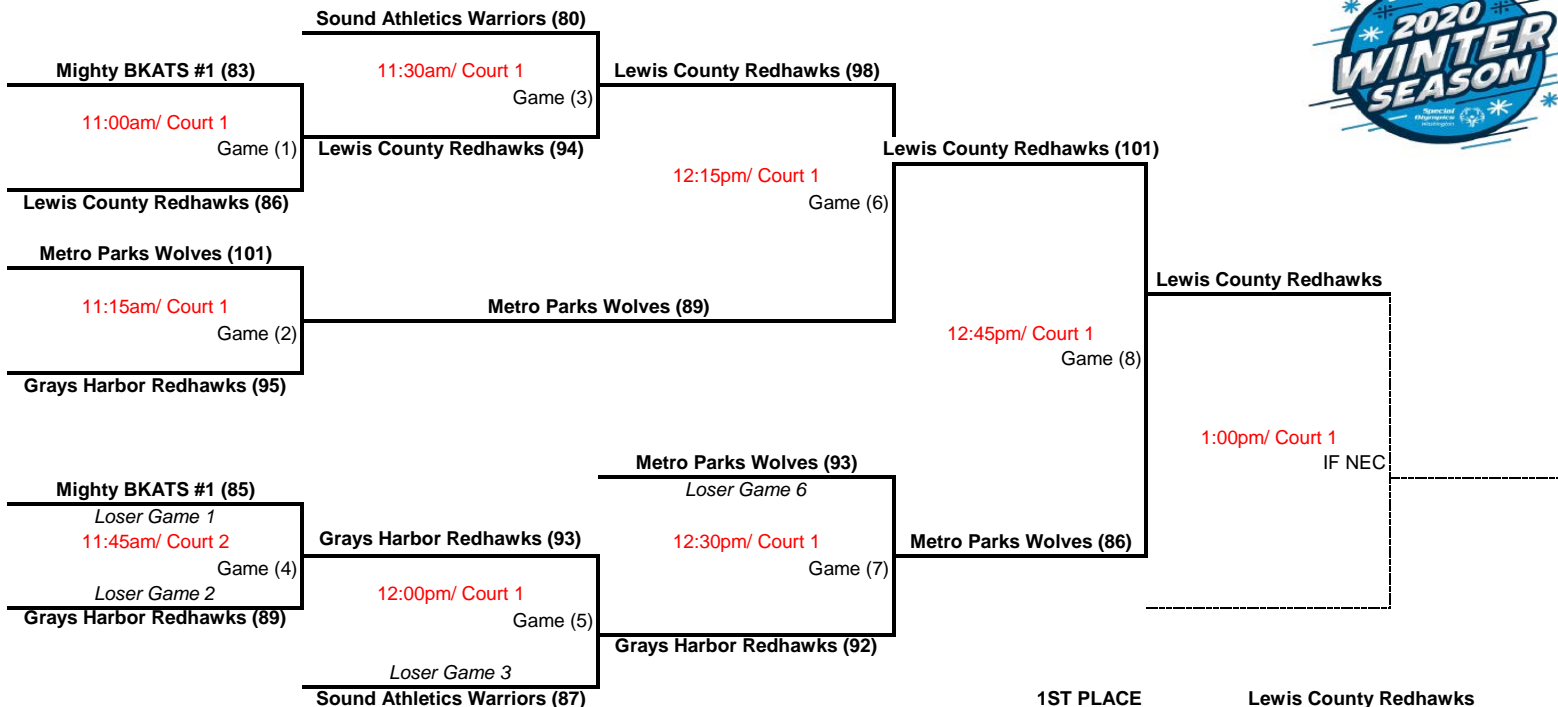 2020
WINTER
SEASON
Special
Olympics
Washington
Sound Athletics Warriors (80)
Mighty BKATS #1 (83)
11:30am/ Court 1
Lewis County Redhawks (98)
Game (3)
11:00am/ Court 1
Game (1)
Lewis County Redhawks (94)
Lewis County Redhawks (101)
12:15pm/ Court 1
Lewis County Redhawks (86)
Game (6)
Metro Parks Wolves (101)
Lewis County Redhawks
11:15am/ Court 1
Metro Parks Wolves (89)
Game (2)
12:45pm/ Court 1
Game (8)
Grays Harbor Redhawks (95)
1:00pm/ Court 1
IF NEC
Metro Parks Wolves (93)
Mighty BKATS #1 (85)
Loser Game 6
Loser Game 1
11:45am/ Court 2
Grays Harbor Redhawks (93)
12:30pm/ Court 1
Metro Parks Wolves (86)
Game (4)
Game (7)
Loser Game 2
12:00pm/ Court 1
Grays Harbor Redhawks (89)
Game (5)
Grays Harbor Redhawks (92)
Loser Game 3
Sound Athletics Warriors (87)
1ST PLACE Lewis County Redhawks